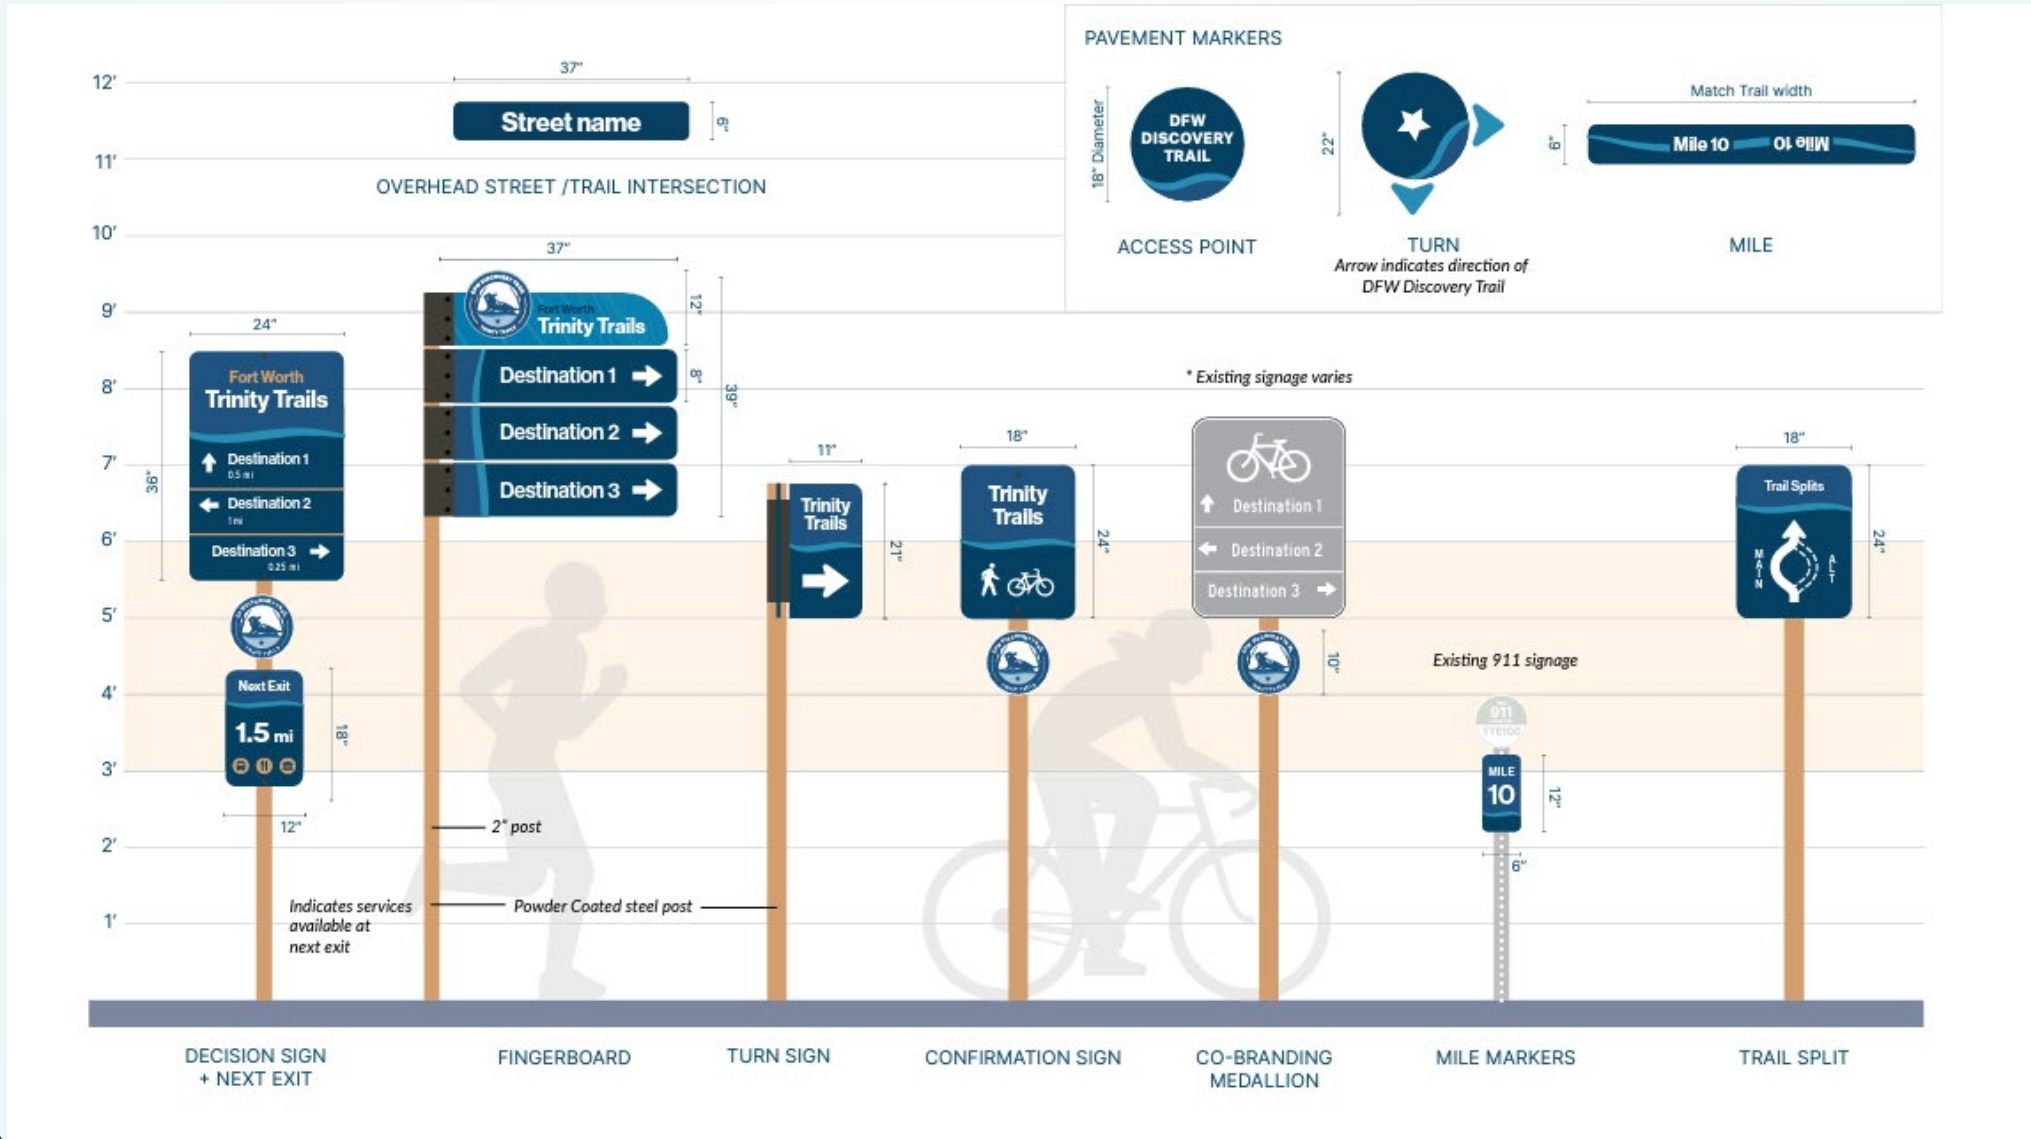 PAVEMENT MARKERS
18" Diameter
DFW
DISCOVERY
TRAIL
ACCESS POINT
22"
TURN
Arrow indicates direction of
DFW Discovery Trail
Match Trail width
6"
Mile 10
Mile 10
MILE
12'
11'
10'
9'
8'
7'
6'
5'
4'
3'
2'
1'
37"
Street name
9"
OVERHEAD STREET /TRAIL INTERSECTION
24"
36"
Fort Worth
Trinity Trails
Destination 1
0.5 mi
Destination 2
1 mi
Destination 3
0.25 mi
Next Exit
1.5 mi
18"
12"
Indicates services
available at
next exit
37"
Fort Worth
Trinity Trails
Destination 1
Destination 2
Destination 3
12"
8"
39"
2" post
Powder Coated steel post
11"
Trinity
Trails
21"
18"
Trinity
Trails
24"
* Existing signage varies
Destination 1
Destination 2
Destination 3
10"
Existing 911 signage
911
MILE
10
12"
6"
18"
Trail Splits
MAIN
ALT
24"
DECISION SIGN
+ NEXT EXIT
FINGERBOARD
TURN SIGN
CONFIRMATION SIGN
CO-BRANDING
MEDALLION
MILE MARKERS
TRAIL SPLIT